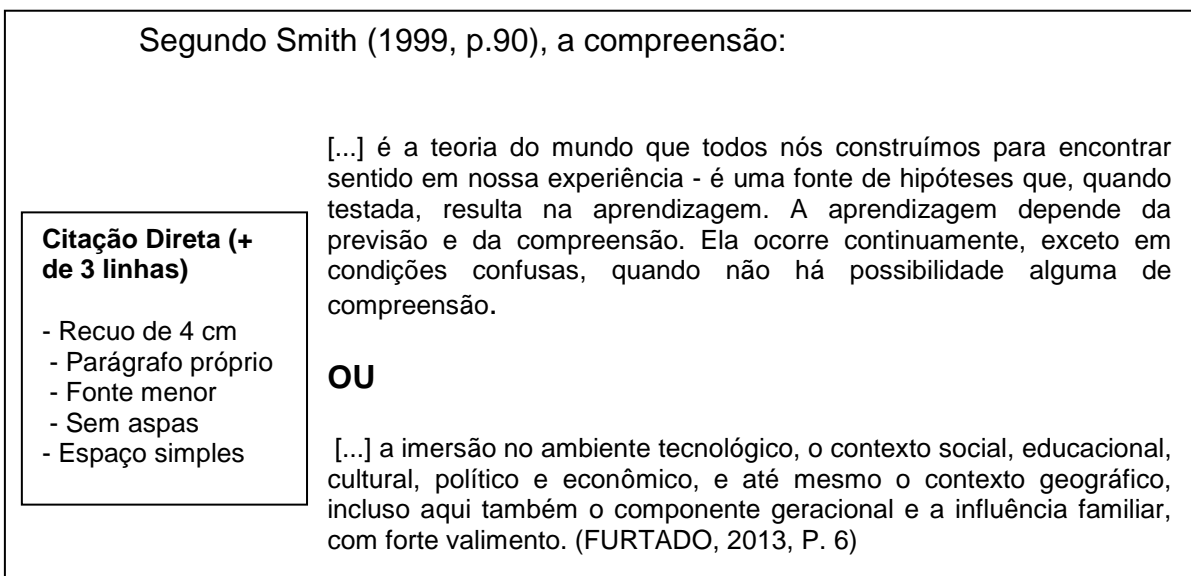 Segundo Smith (1999, p.90), a compreensão:
[...] é a teoria do mundo que todos nós construímos para encontrar
sentido em nossa experiência - é uma fonte de hipóteses que, quando
testada, resulta na aprendizagem. A aprendizagem depende da
previsão e da compreensão. Ela ocorre continuamente, exceto em
condições confusas, quando não há possibilidade alguma de
compreensão.
Citação Direta (+
de 3 linhas)
- Recuo de 4 cm
- Parágrafo próprio
- Fonte menor
- Sem aspas
- Espaço simples
OU
[...] a imersão no ambiente tecnológico, o contexto social, educacional,
cultural, político e econômico, e até mesmo o contexto geográfico,
incluso aqui também o componente geracional e a influência familiar,
com forte valimento. (FURTADO, 2013, P. 6)